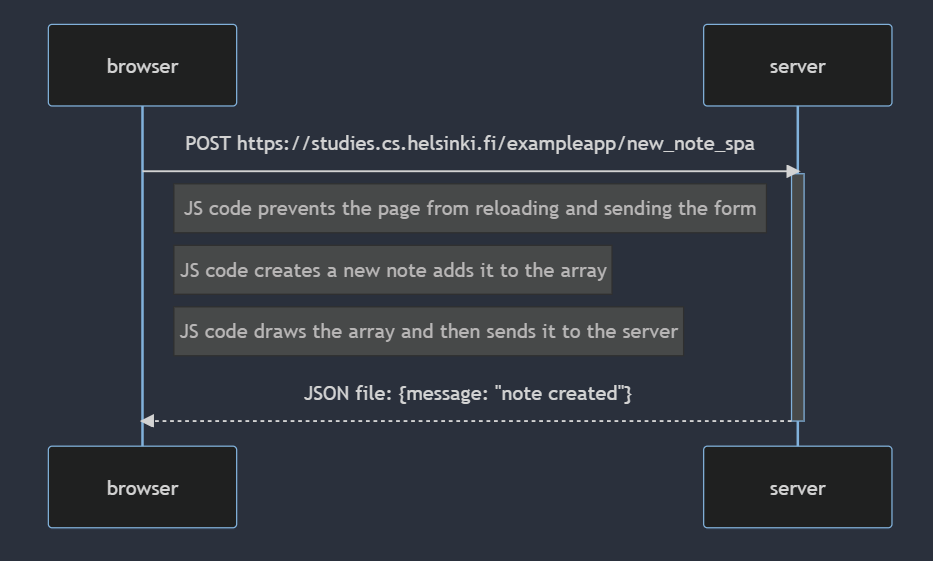 browser
server
POST https://studies.cs.helsinki.fi/exampleapp/new_note_spa
JS code prevents the page from reloading and sending the form
JS code creates a new note adds it to the array
JS code draws the array and then sends it to the server
JSON file: {message: "note created"}
browser
server